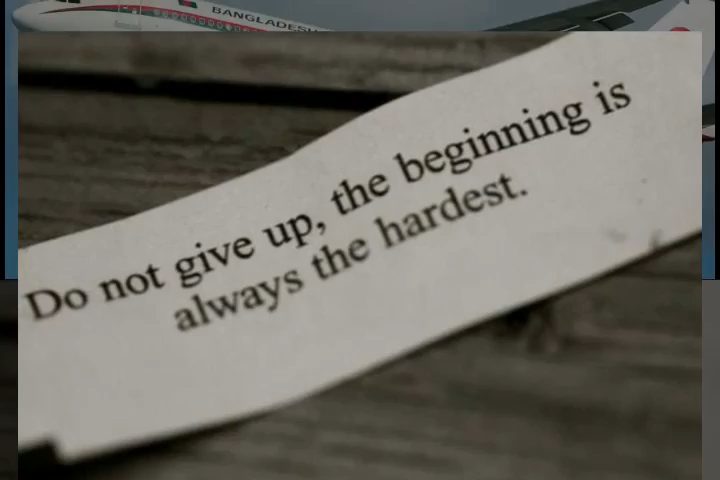 BANGLADESH
Do not give up, the beginning is
always the hardest.